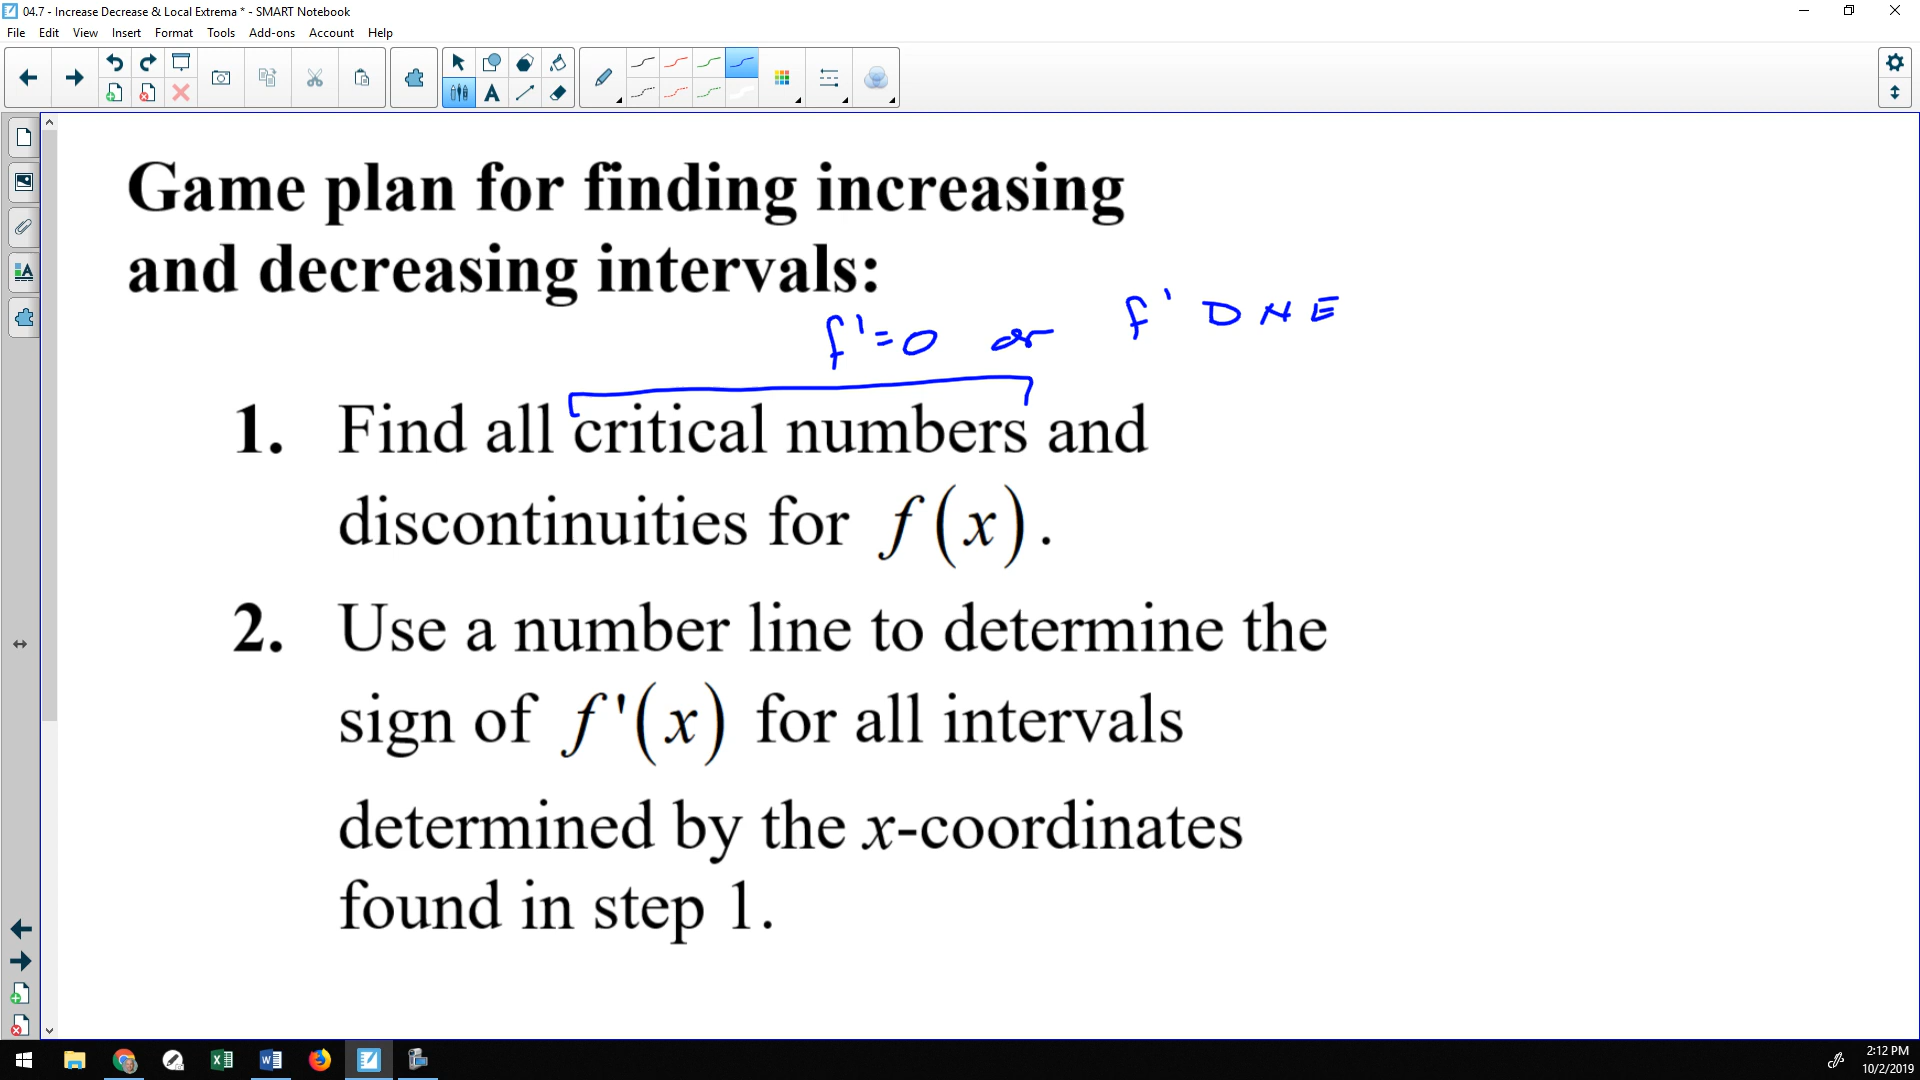 04.7 - Increase Decrease & Local Extrema * - SMART Notebook
File Edit View Insert Format Tools Add-ons Account Help
Game plan for finding increasing
and decreasing intervals:
f'=0 or f' DNE
1. Find all critical numbers and
discontinuities for f(x).
2. Use a number line to determine the
sign of f'(x) for all intervals
determined by the x-coordinates
found in step 1.
2:12 PM
10/2/2019